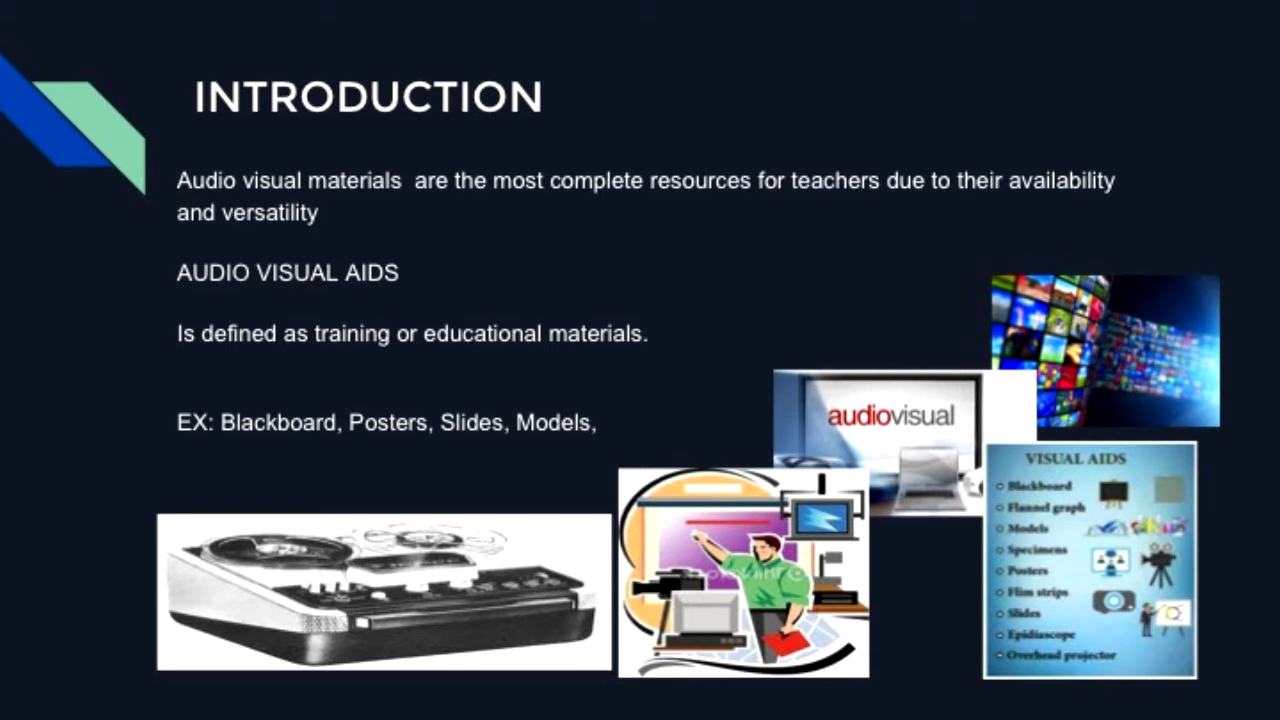 INTRODUCTION
Audio visual materials  are the most complete resources for teachers due to their availability
and versatility
AUDIO VISUAL AIDS
Is defined as training or educational materials.
EX: Blackboard, Posters, Slides, Models,
audiovisual
VISUAL AIDS
Blackboard
Flannel graph
Models
Specimens
Posters
Flim strips
Slides
Epidiascope
Overhead projector